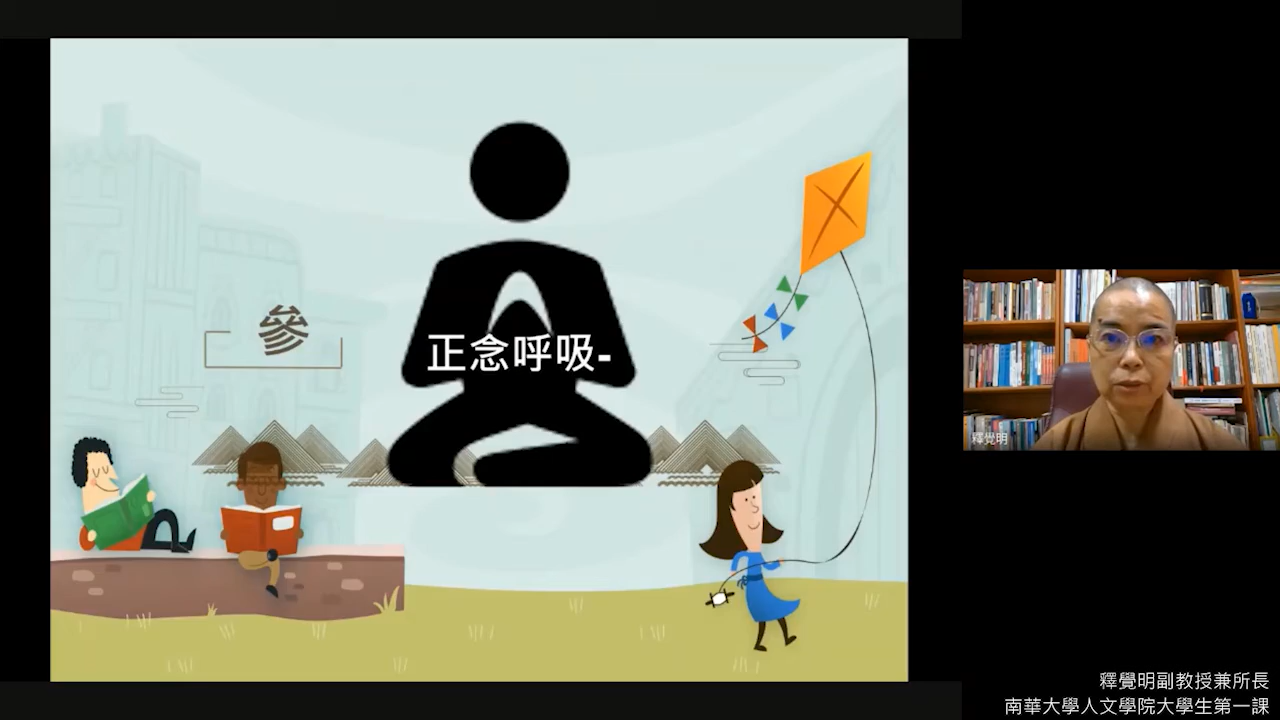 參
正念呼吸-
釋覺明
釋覺明副教授兼所長
南華大學人文學院大學生第一課